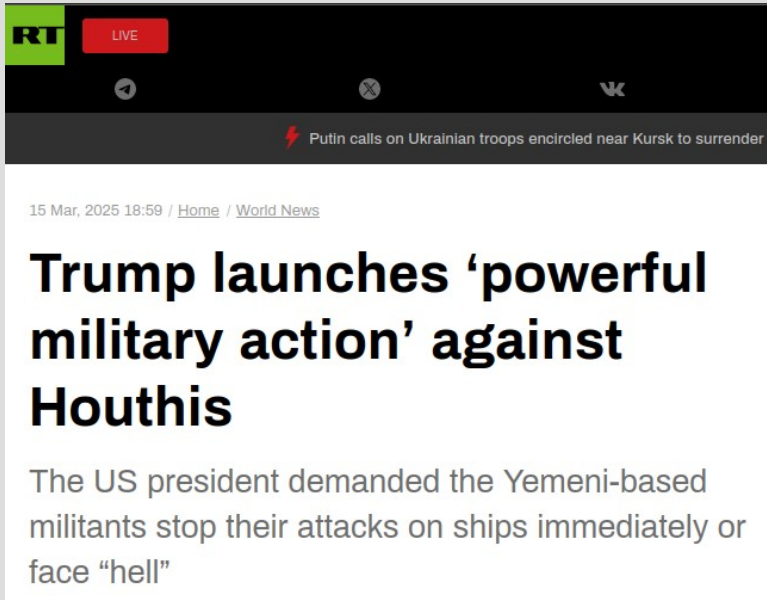 RT
LIVE
Putin calls on Ukrainian troops encircled near Kursk to surrender
15 Mar, 2025 18:59 / Home / World News
Trump launches ‘powerful
military action’ against
Houthis
The US president demanded the Yemeni-based
militants stop their attacks on ships immediately or
face “hell”